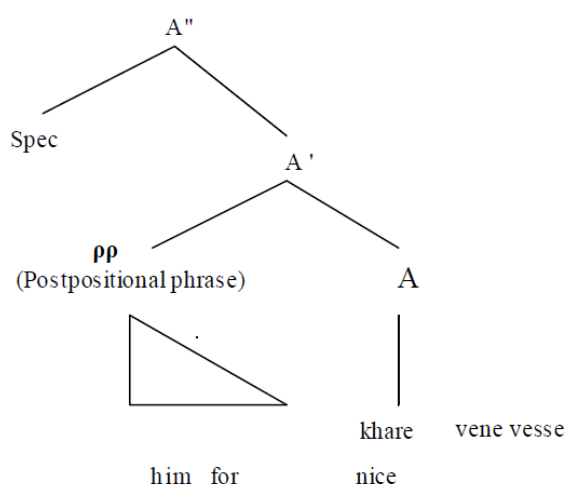 A"
Spec
A '
ρρ
(Postpositional phrase)
A
khare vene vesse
him for nice